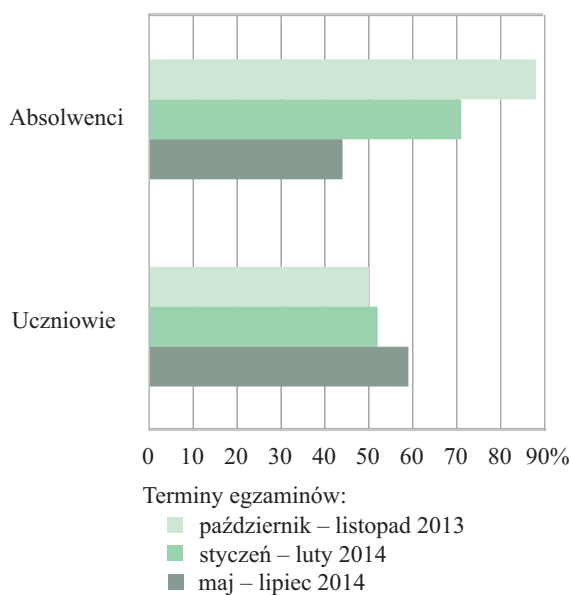 Absolwenci
Uczniowie
0 10 20 30 40 50 60 70 80 90%
Terminy egzaminów:
październik – listopad 2013
styczeń – luty 2014
maj – lipiec 2014